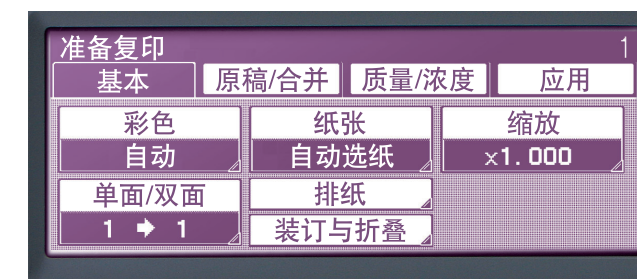 准备复印 1
基本 原稿/合并 质量/浓度 应用
彩色 纸张 缩放
自动 自动选纸 ×1.000
单面/双面 排纸
1 ➔ 1 装订与折叠